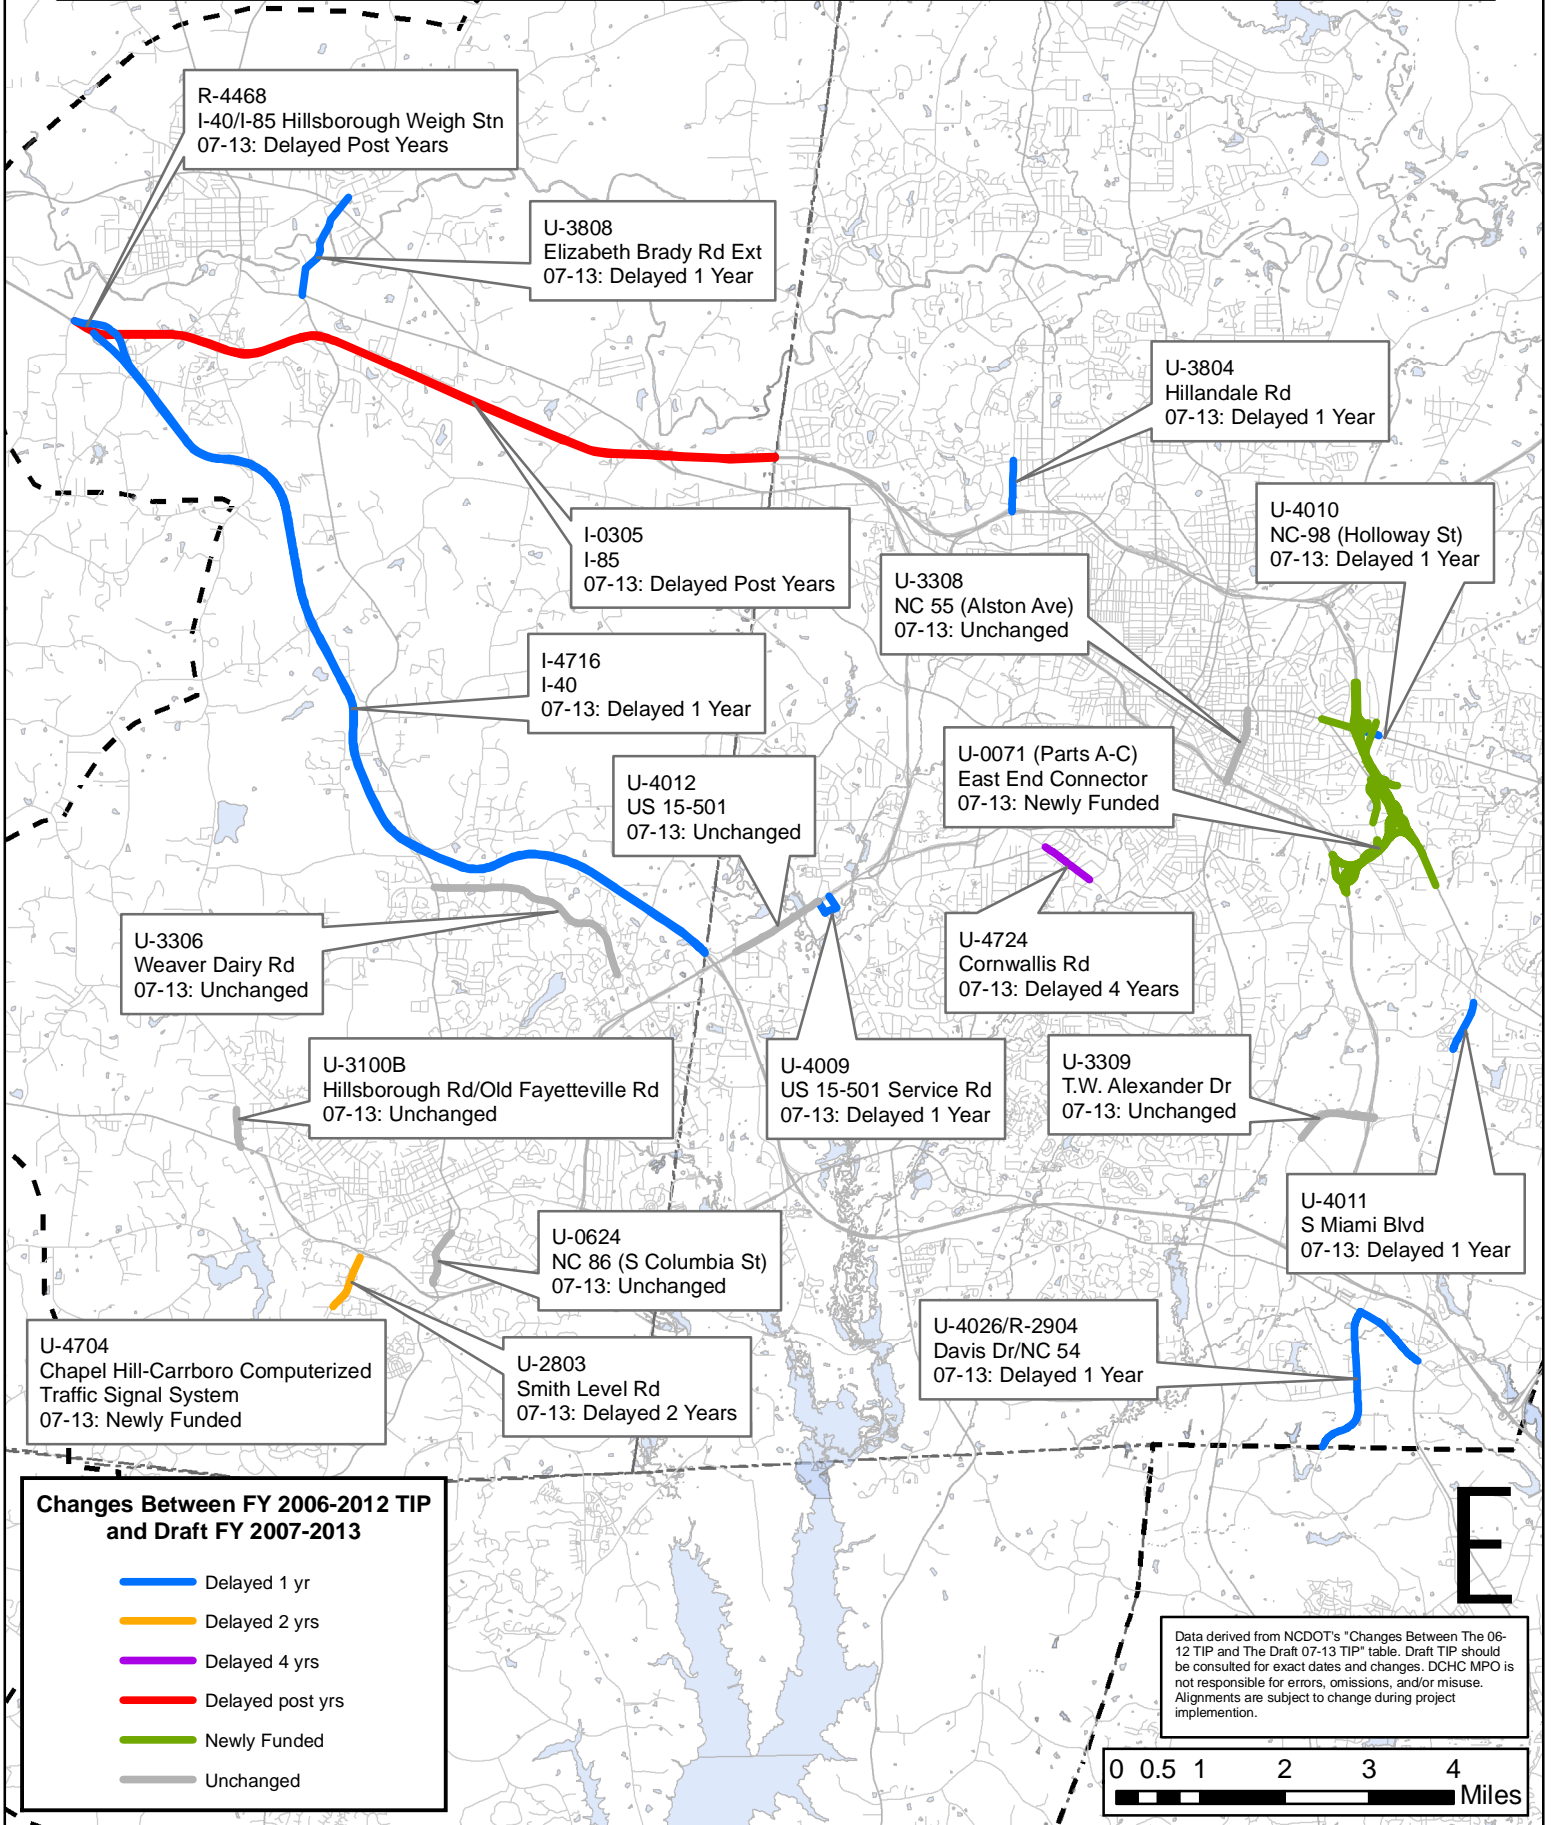 R-4468
I-40/I-85 Hillsborough Weigh Stn
07-13: Delayed Post Years
U-3808
Elizabeth Brady Rd Ext
07-13: Delayed 1 Year
U-3804
Hillandale Rd
07-13: Delayed 1 Year
U-4010
NC-98 (Holloway St)
07-13: Delayed 1 Year
I-0305
I-85
07-13: Delayed Post Years
U-3308
NC 55 (Alston Ave)
07-13: Unchanged
I-4716
I-40
07-13: Delayed 1 Year
U-0071 (Parts A-C)
East End Connector
07-13: Newly Funded
U-4012
US 15-501
07-13: Unchanged
U-3306
Weaver Dairy Rd
07-13: Unchanged
U-4724
Cornwallis Rd
07-13: Delayed 4 Years
U-3100B
Hillsborough Rd/Old Fayetteville Rd
07-13: Unchanged
U-4009
US 15-501 Service Rd
07-13: Delayed 1 Year
U-3309
T.W. Alexander Dr
07-13: Unchanged
U-4011
S Miami Blvd
07-13: Delayed 1 Year
U-0624
NC 86 (S Columbia St)
07-13: Unchanged
U-4026/R-2904
Davis Dr/NC 54
07-13: Delayed 1 Year
U-4704
Chapel Hill-Carrboro Computerized
Traffic Signal System
07-13: Newly Funded
U-2803
Smith Level Rd
07-13: Delayed 2 Years
Changes Between FY 2006-2012 TIP
and Draft FY 2007-2013
Delayed 1 yr
Delayed 2 yrs
Delayed 4 yrs
Delayed post yrs
Newly Funded
Unchanged
E
Data derived from NCDOT's "Changes Between The 06-
12 TIP and The Draft 07-13 TIP" table. Draft TIP should
be consulted for exact dates and changes. DCHC MPO is
not responsible for errors, omissions, and/or misuse.
Alignments are subject to change during project
implemention.
0 0.5 1 2 3 4
Miles